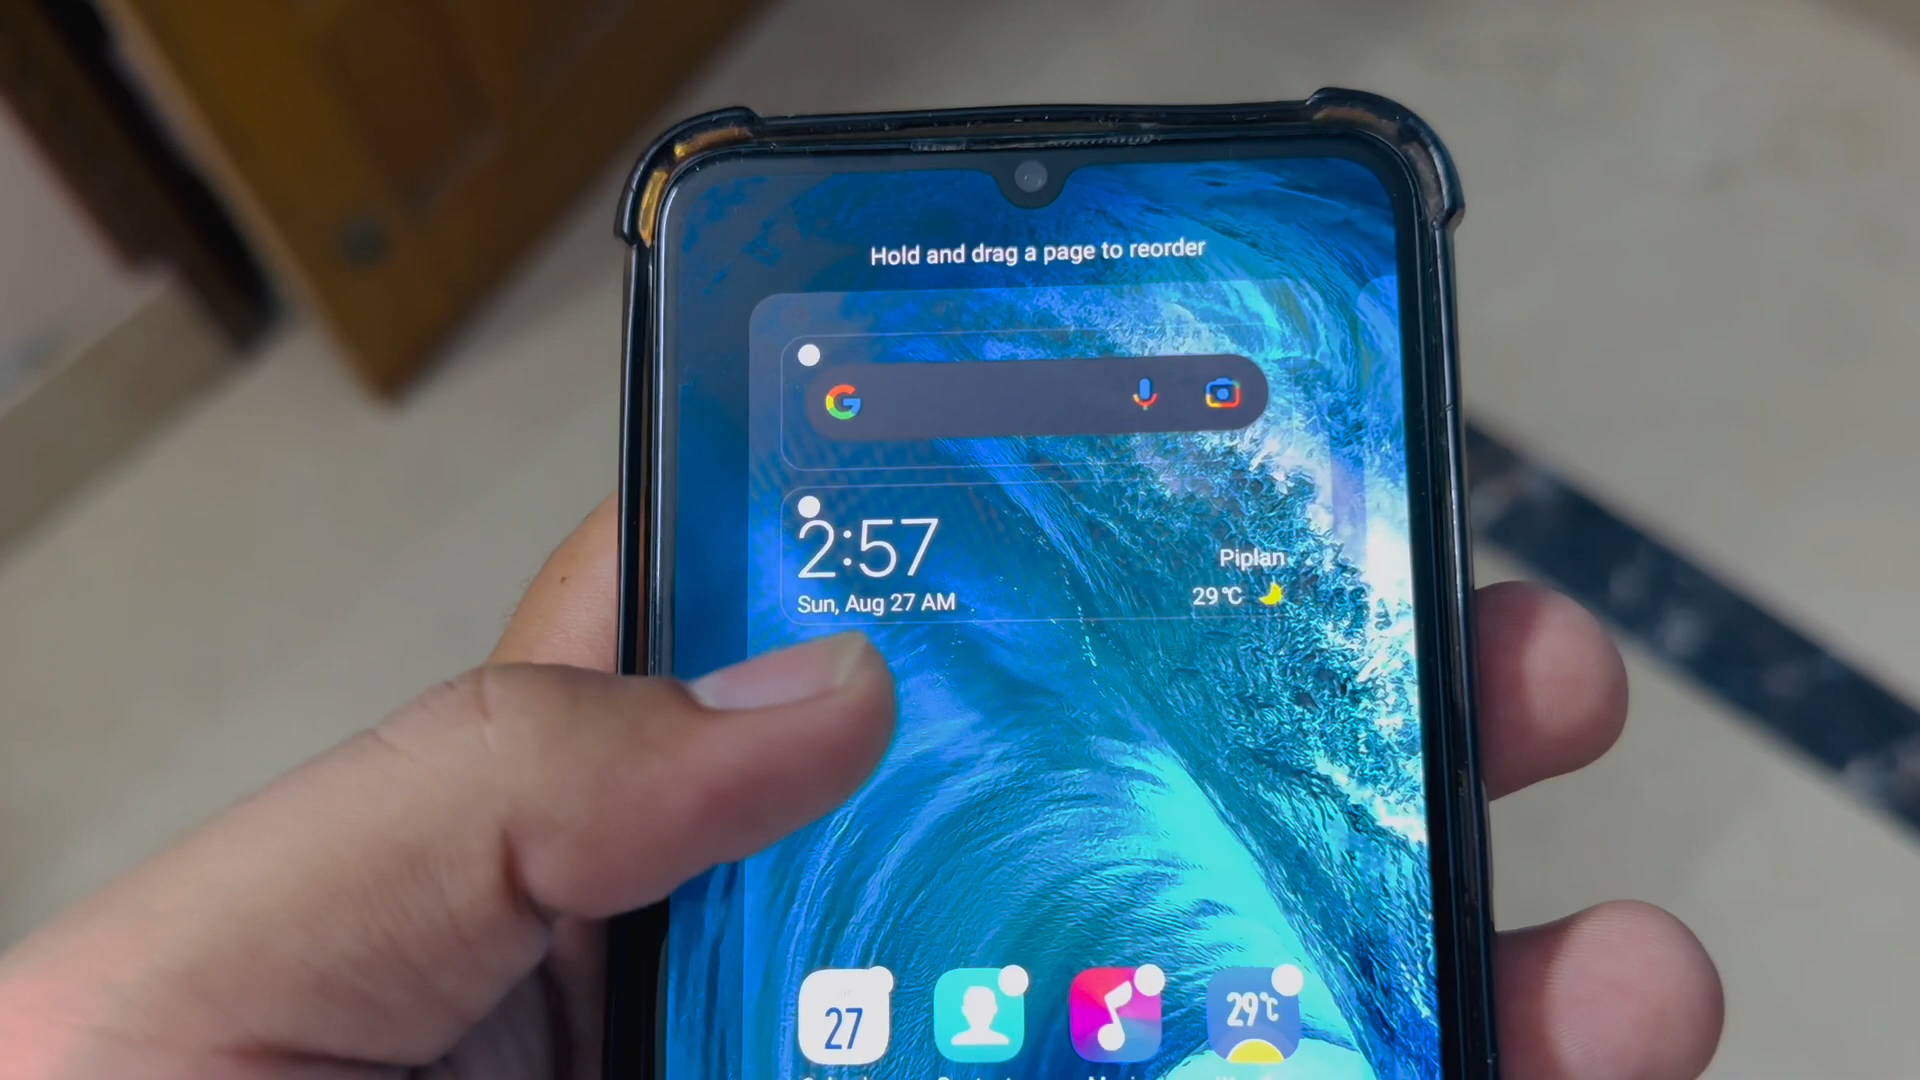 Hold and drag a page to reorder
G
2:57
Piplan
Sun, Aug 27 AM
29°C
27
29°C